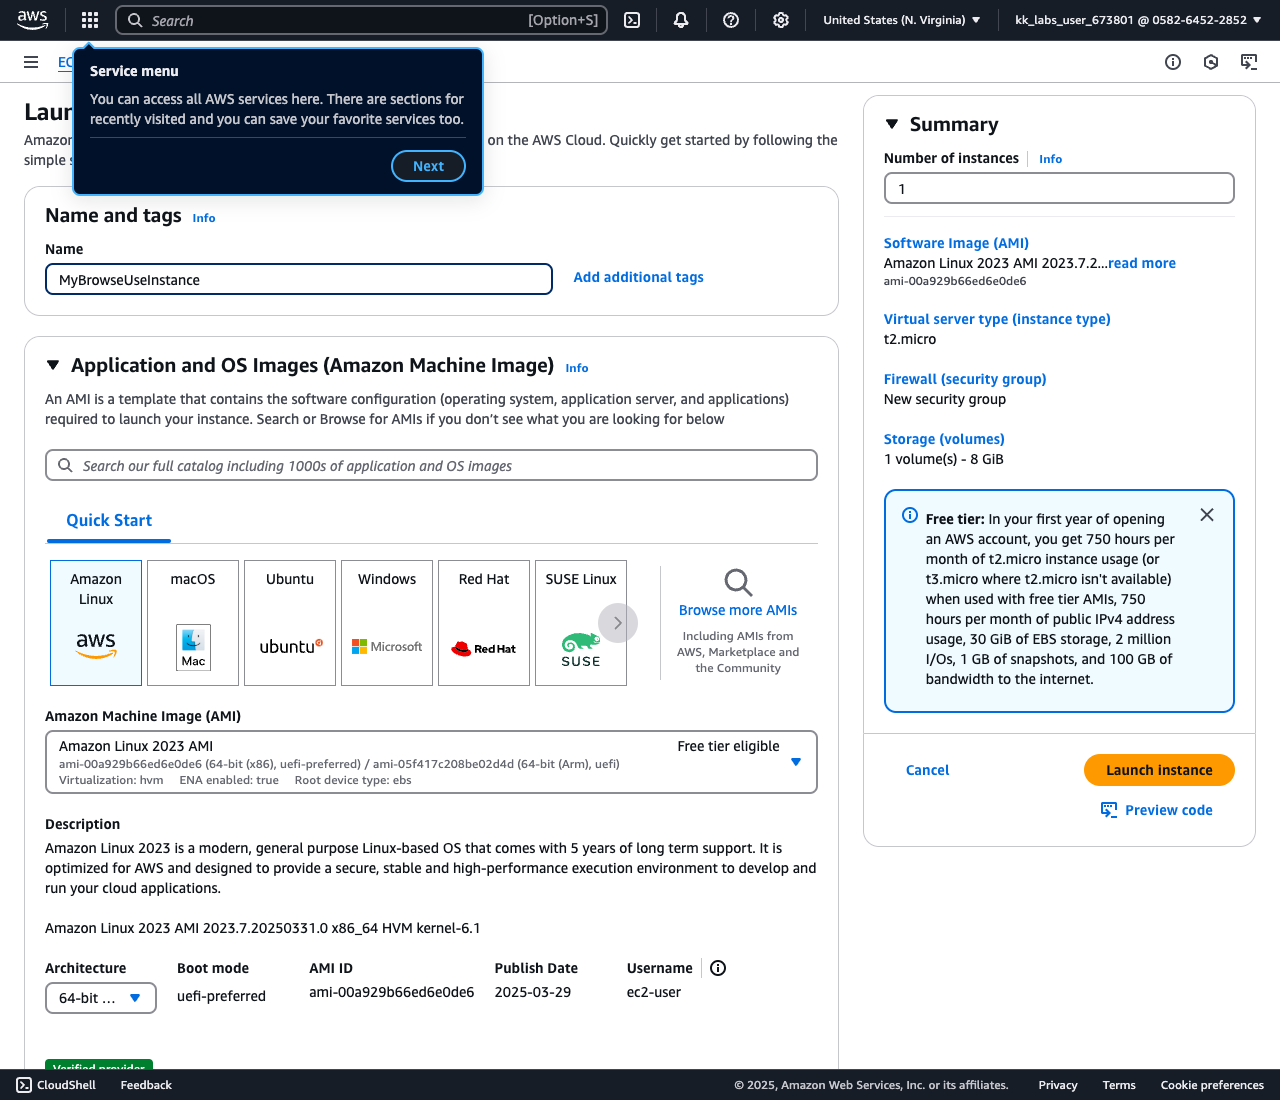 aws
Search
[Option+S]
United States (N. Virginia)
kk_labs_user_673801 @ 0582-6452-2852
EC
Service menu
You can access all AWS services here. There are sections for
recently visited and you can save your favorite services too.
Next
Laun
Amazon
on the AWS Cloud. Quickly get started by following the
simple s
Name and tags
Info
Name
MyBrowseUseInstance
Add additional tags
Application and OS Images (Amazon Machine Image)
Info
An AMI is a template that contains the software configuration (operating system, application server, and applications)
required to launch your instance. Search or Browse for AMIs if you don’t see what you are looking for below
Search our full catalog including 1000s of application and OS images
Quick Start
Amazon
Linux
aws
macOS
Mac
Ubuntu
ubuntu
Windows
Microsoft
Red Hat
Red Hat
SUSE Linux
SUSE
Browse more AMIs
Including AMIs from
AWS, Marketplace and
the Community
Amazon Machine Image (AMI)
Amazon Linux 2023 AMI
Free tier eligible
ami-00a929b66ed6e0de6 (64-bit (x86), uefi-preferred) / ami-05f417c208be02d4d (64-bit (Arm), uefi)
Virtualization: hvm ENA enabled: true Root device type: ebs
Description
Amazon Linux 2023 is a modern, general purpose Linux-based OS that comes with 5 years of long term support. It is
optimized for AWS and designed to provide a secure, stable and high-performance execution environment to develop and
run your cloud applications.
Amazon Linux 2023 AMI 2023.7.20250331.0 x86_64 HVM kernel-6.1
Architecture
64-bit ...
Boot mode
uefi-preferred
AMI ID
ami-00a929b66ed6e0de6
Publish Date
2025-03-29
Username
ec2-user
Verified provider
Summary
Number of instances
Info
1
Software Image (AMI)
Amazon Linux 2023 AMI 2023.7.2...read more
ami-00a929b66ed6e0de6
Virtual server type (instance type)
t2.micro
Firewall (security group)
New security group
Storage (volumes)
1 volume(s) - 8 GiB
Free tier: In your first year of opening
an AWS account, you get 750 hours per
month of t2.micro instance usage (or
t3.micro where t2.micro isn't available)
when used with free tier AMIs, 750
hours per month of public IPv4 address
usage, 30 GiB of EBS storage, 2 million
I/Os, 1 GB of snapshots, and 100 GB of
bandwidth to the internet.
Cancel
Launch instance
Preview code
CloudShell
Feedback
© 2025, Amazon Web Services, Inc. or its affiliates.
Privacy
Terms
Cookie preferences